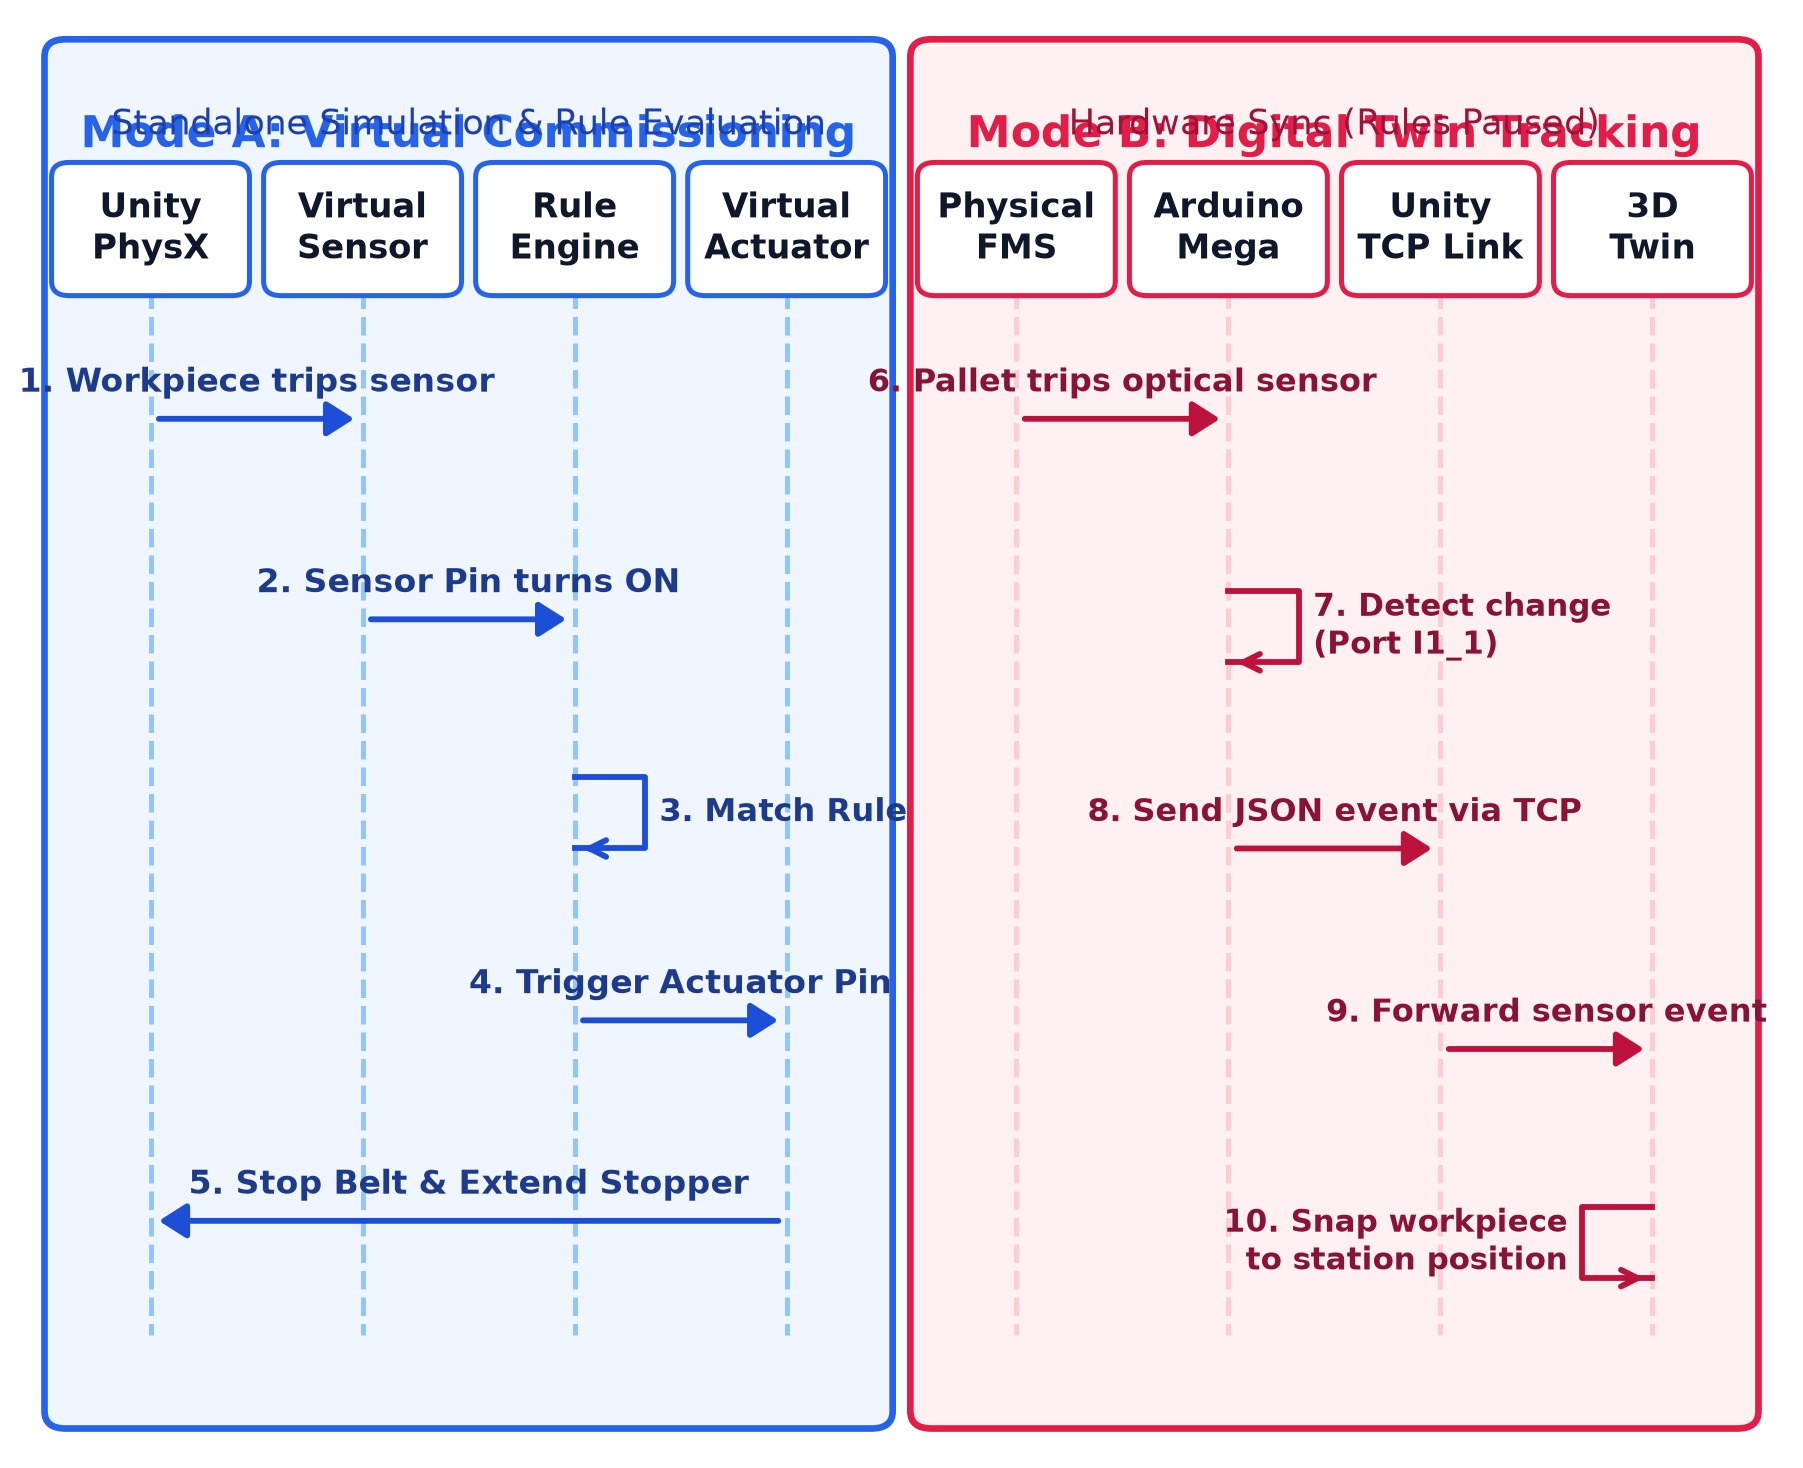 Standalone Simulation & Rule Evaluation
Mode A: Virtual Commissioning
Unity
PhysX
Virtual
Sensor
Rule
Engine
Virtual
Actuator
1. Workpiece trips sensor
2. Sensor Pin turns ON
3. Match Rule
4. Trigger Actuator Pin
5. Stop Belt & Extend Stopper
Hardware Sync (Rules Paused)
Mode B: Digital Twin Tracking
Physical
FMS
Arduino
Mega
Unity
TCP Link
3D
Twin
6. Pallet trips optical sensor
7. Detect change
(Port I1_1)
8. Send JSON event via TCP
9. Forward sensor event
10. Snap workpiece
to station position